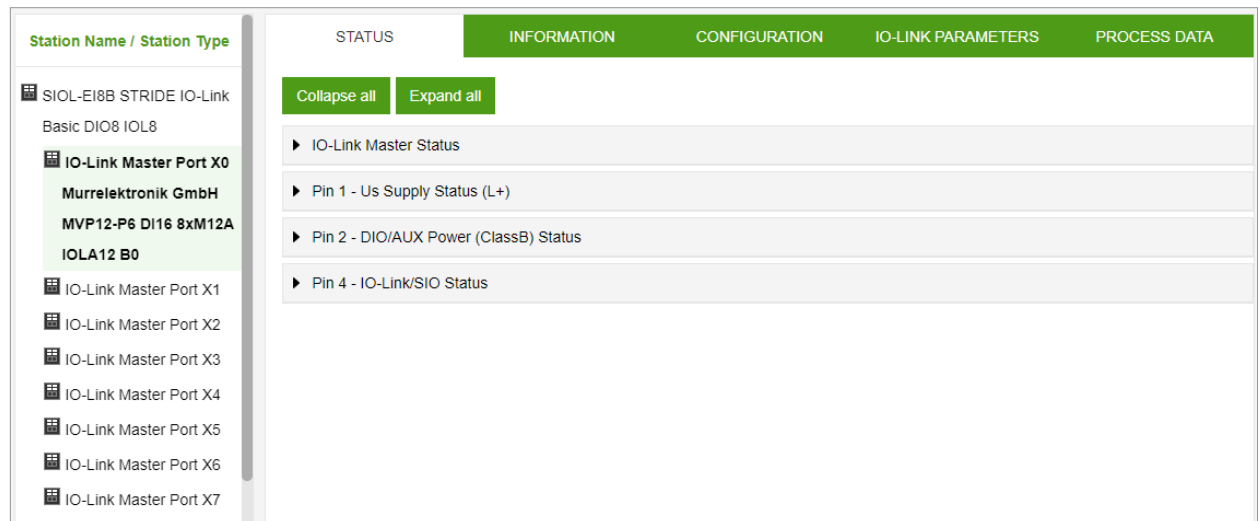 Station Name / Station Type
SIOL-EI8B STRIDE IO-Link
Basic DIO8 IOL8
IO-Link Master Port X0
Murrelektronik GmbH
MVP12-P6 DI16 8xM12A
IOLA12 B0
IO-Link Master Port X1
IO-Link Master Port X2
IO-Link Master Port X3
IO-Link Master Port X4
IO-Link Master Port X5
IO-Link Master Port X6
IO-Link Master Port X7
STATUS INFORMATION CONFIGURATION IO-LINK PARAMETERS PROCESS DATA
Collapse all Expand all
IO-Link Master Status
Pin 1 - Us Supply Status (L+)
Pin 2 - DIO/AUX Power (ClassB) Status
Pin 4 - IO-Link/SIO Status